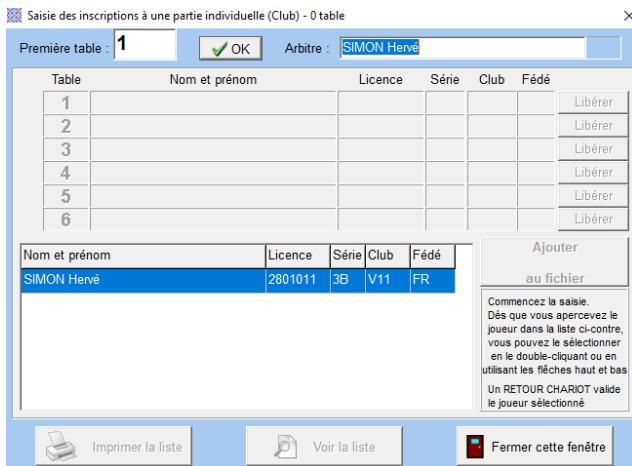 Saisie des inscriptions à une partie individuelle (Club) - 0 table
Première table : 1 OK Arbitre : SIMON Hervé
Table Nom et prénom Licence Série Club Fédé
1 Libérer
2 Libérer
3 Libérer
4 Libérer
5 Libérer
6 Libérer
Nom et prénom Licence Série Club Fédé
SIMON Hervé 2801011 3B V11 FR
Ajouter
au fichier
Commencez la saisie.
Dés que vous apercevez le
joueur dans la liste ci-contre,
vous pouvez le sélectionner
en le double-cliquant ou en
utilisant les flêches haut et bas
Un RETOUR CHARIOT valide
le joueur sélectionné
Imprimer la liste Voir la liste Fermer cette fenêtre